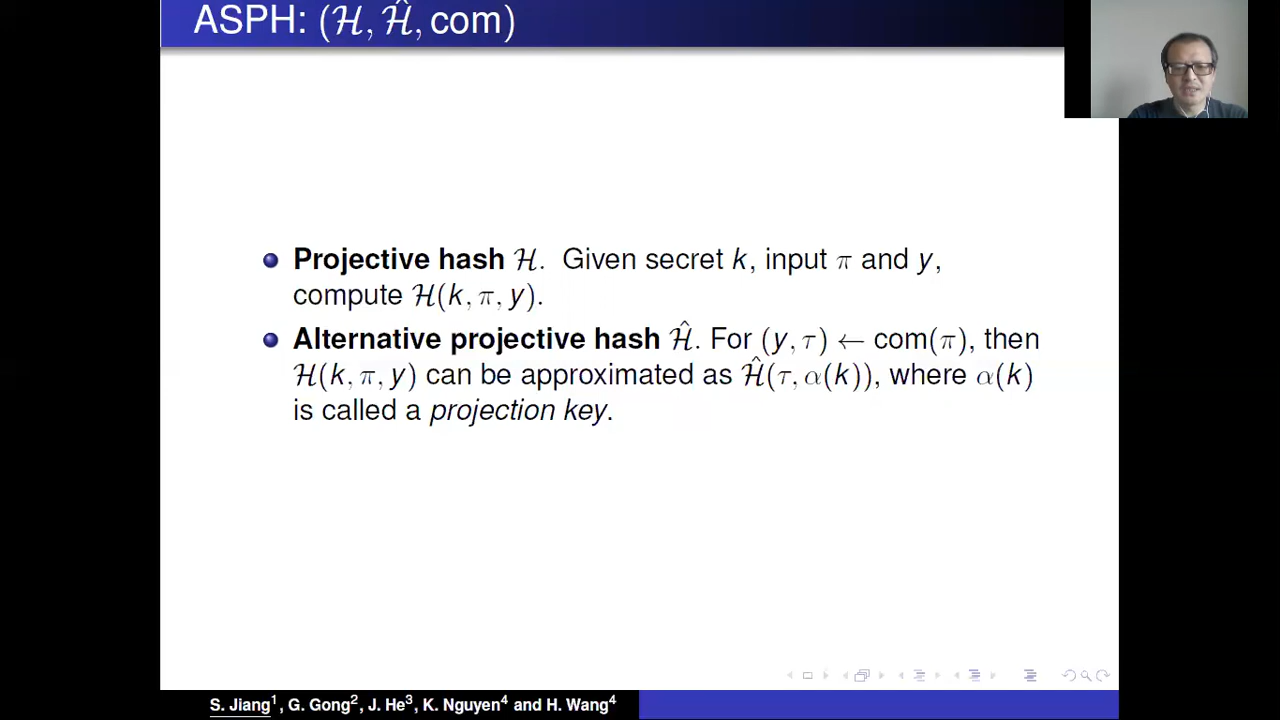 ASPH: (ℋ, ℋ̂, com)
Projective hash ℋ. Given secret k, input π and y,
compute ℋ(k, π, y).
Alternative projective hash ℋ̂. For (y, τ) ← com(π), then
ℋ(k, π, y) can be approximated as ℋ̂(τ, α(k)), where α(k)
is called a projection key.
S. Jiang¹, G. Gong², J. He³, K. Nguyen⁴ and H. Wang⁴